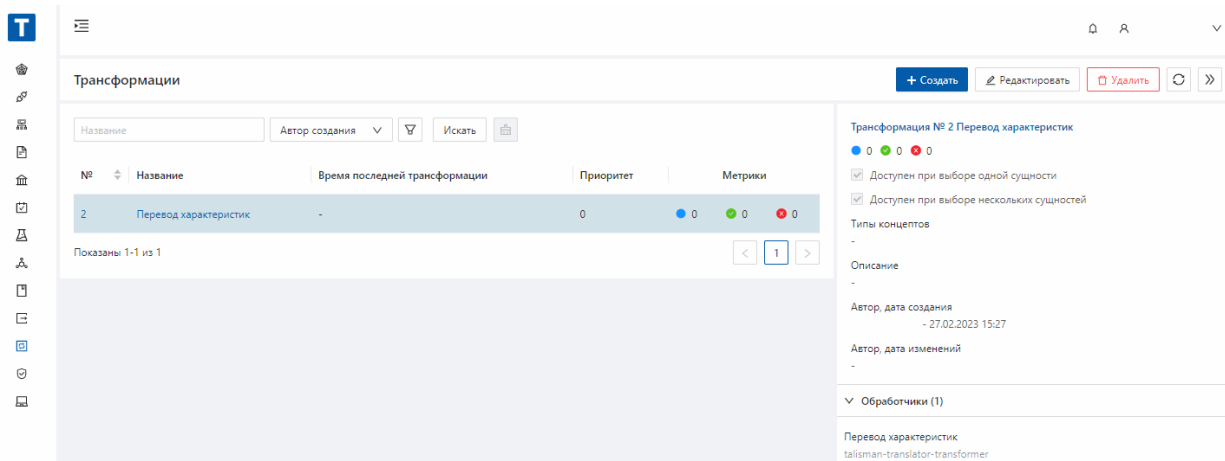 T
Трансформации
+ Создать
Редактировать
Удалить
Название
Автор создания
Искать
№ Название Время последней трансформации Приоритет Метрики
2 Перевод характеристик - 0 0 0 0
Показаны 1-1 из 1
< 1 >
Трансформация № 2 Перевод характеристик
0 0 0
Доступен при выборе одной сущности
Доступен при выборе нескольких сущностей
Типы концептов
-
Описание
-
Автор, дата создания
- 27.02.2023 15:27
Автор, дата изменений
-
Обработчики (1)
Перевод характеристик
talisman-translator-transformer